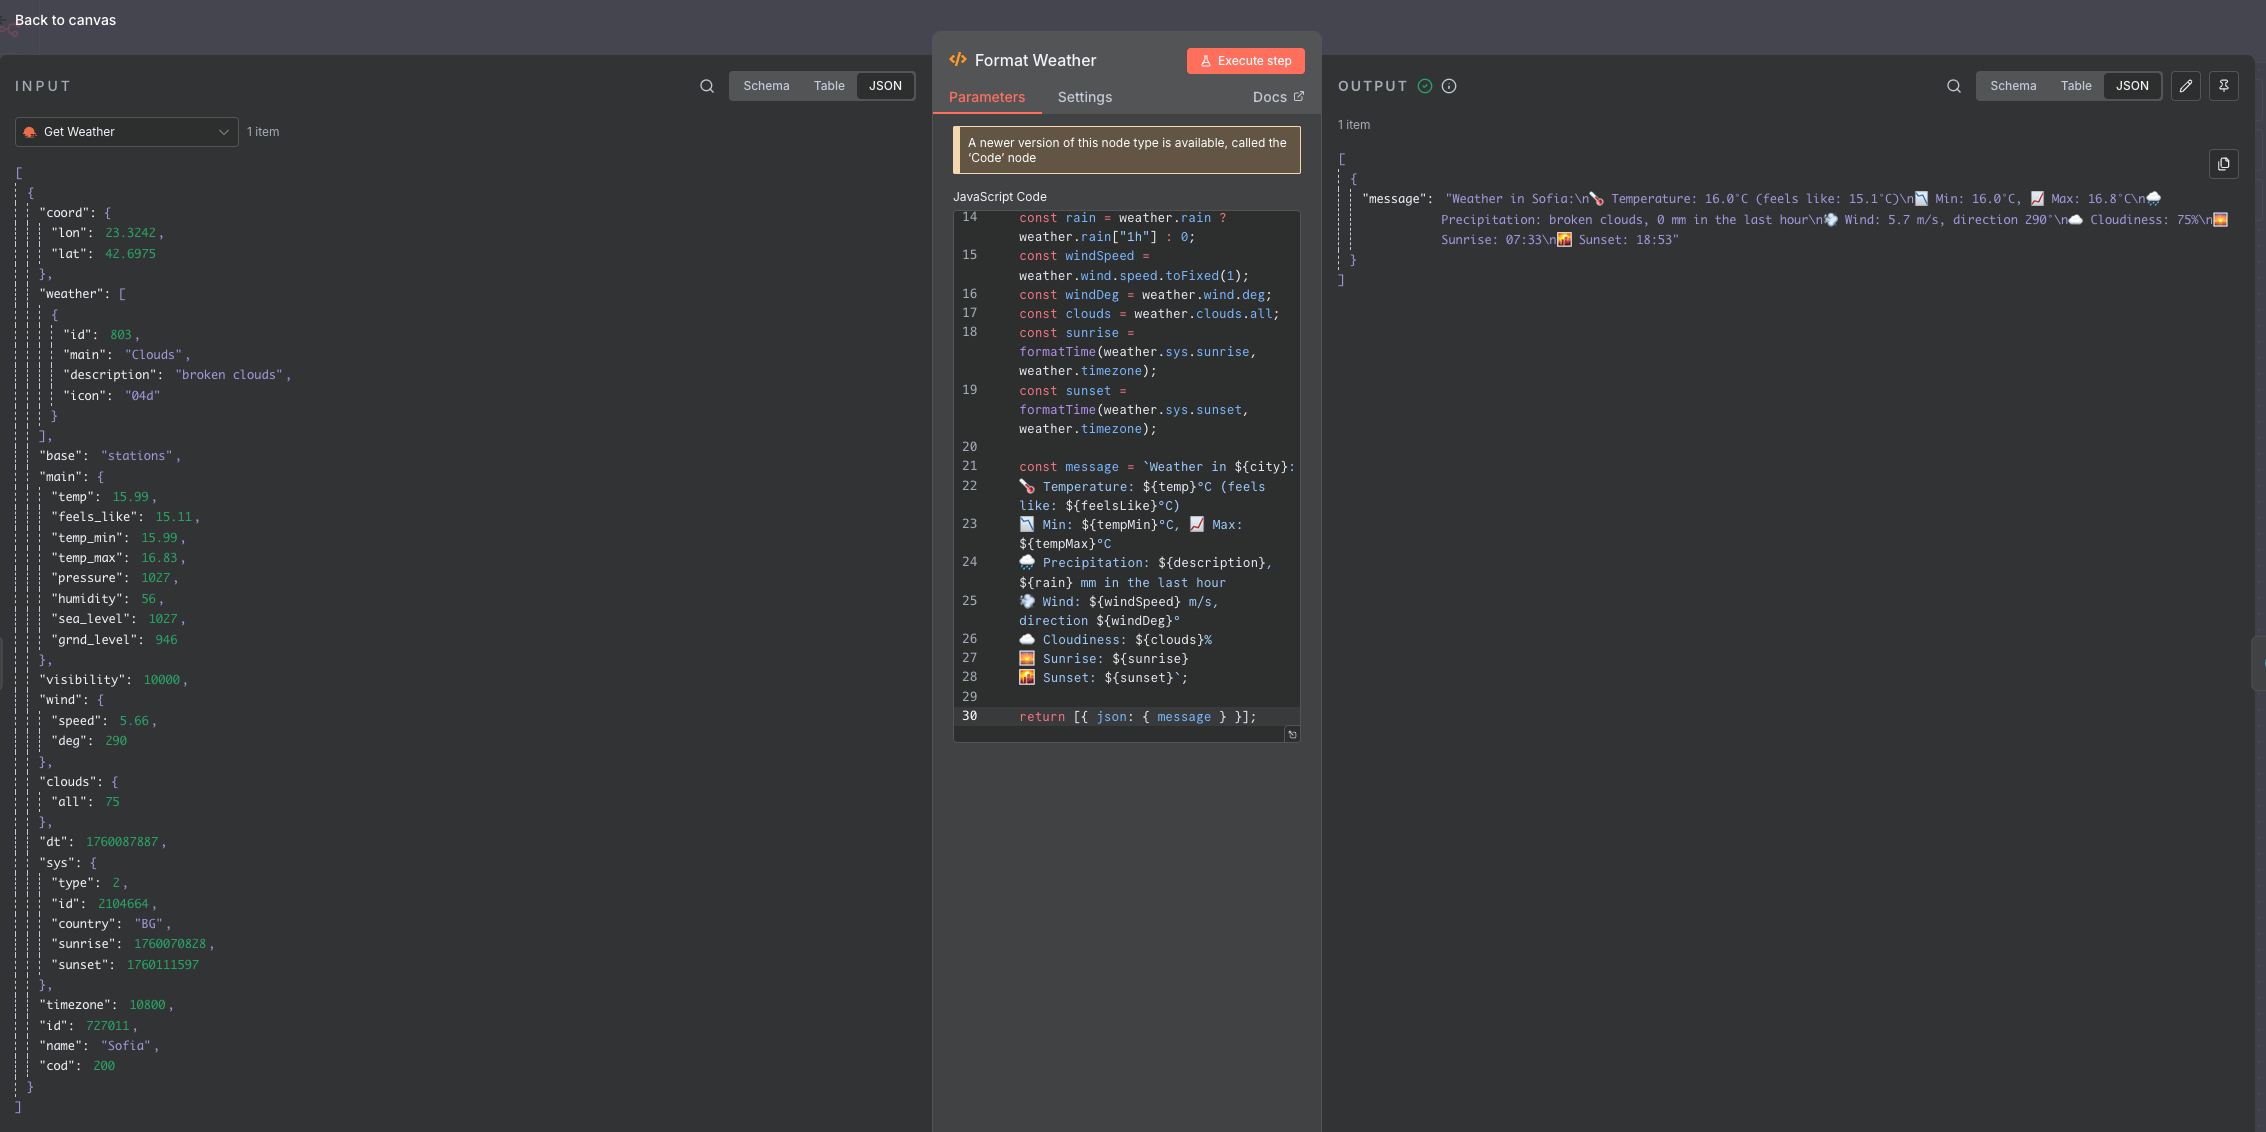 Back to canvas
INPUT
Schema Table JSON
Get Weather 1 item
[
{
"coord": {
"lon": 23.3242,
"lat": 42.6975
},
"weather": [
{
"id": 803,
"main": "Clouds",
"description": "broken clouds",
"icon": "04d"
}
],
"base": "stations",
"main": {
"temp": 15.99,
"feels_like": 15.11,
"temp_min": 15.99,
"temp_max": 16.83,
"pressure": 1027,
"humidity": 56,
"sea_level": 1027,
"grnd_level": 946
},
"visibility": 10000,
"wind": {
"speed": 5.66,
"deg": 290
},
"clouds": {
"all": 75
},
"dt": 1760087887,
"sys": {
"type": 2,
"id": 2104664,
"country": "BG",
"sunrise": 1760070828,
"sunset": 1760111597
},
"timezone": 10800,
"id": 727011,
"name": "Sofia",
"cod": 200
}
]
Format Weather Execute step
Parameters Settings Docs
A newer version of this node type is available, called the
‘Code’ node
JavaScript Code
14 const rain = weather.rain ?
weather.rain["1h"] : 0;
15 const windSpeed =
weather.wind.speed.toFixed(1);
16 const windDeg = weather.wind.deg;
17 const clouds = weather.clouds.all;
18 const sunrise =
formatTime(weather.sys.sunrise,
weather.timezone);
19 const sunset =
formatTime(weather.sys.sunset,
weather.timezone);
20
21 const message = `Weather in ${city}:
22 🌡️ Temperature: ${temp}°C (feels
like: ${feelsLike}°C)
23 📉 Min: ${tempMin}°C, 📈 Max:
${tempMax}°C
24 🌧️ Precipitation: ${description},
${rain} mm in the last hour
25 💨 Wind: ${windSpeed} m/s,
direction ${windDeg}°
26 ☁️ Cloudiness: ${clouds}%
27 🌅 Sunrise: ${sunrise}
28 🌇 Sunset: ${sunset}`;
29
30 return [{ json: { message } }];
OUTPUT
Schema Table JSON
1 item
[
{
"message": "Weather in Sofia:\n🌡️ Temperature: 16.0°C (feels like: 15.1°C)\n📉 Min: 16.0°C, 📈 Max: 16.8°C\n🌧️
Precipitation: broken clouds, 0 mm in the last hour\n💨 Wind: 5.7 m/s, direction 290°\n☁️ Cloudiness: 75%\n🌅
Sunrise: 07:33\n🌇 Sunset: 18:53"
}
]